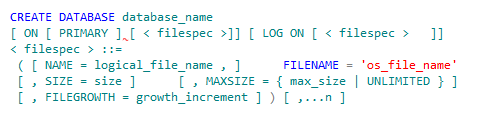 CREATE DATABASE database_name
[ ON [ PRIMARY ] [ < filespec >]] [ LOG ON [ < filespec > ]]
< filespec > ::=
( [ NAME = logical_file_name , ] FILENAME = 'os_file_name'
[ , SIZE = size ] [ , MAXSIZE = { max_size | UNLIMITED } ]
[ , FILEGROWTH = growth_increment ] ) [ ,...n ]